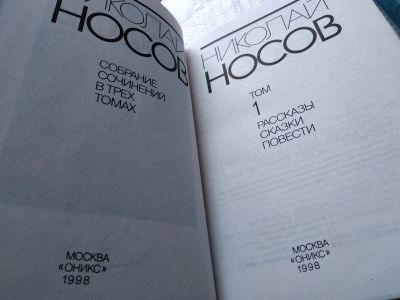 НИКОЛАЙ
НОСОВ
СОБРАНИЕ
СОЧИНЕНИЙ
В ТРЕХ
ТОМАХ
МОСКВА
«ОНИКС»
1998
НИКОЛАЙ
НОСОВ
ТОМ
1
РАССКАЗЫ
СКАЗКИ
ПОВЕСТИ
МОСКВА
«ОНИКС»
1998